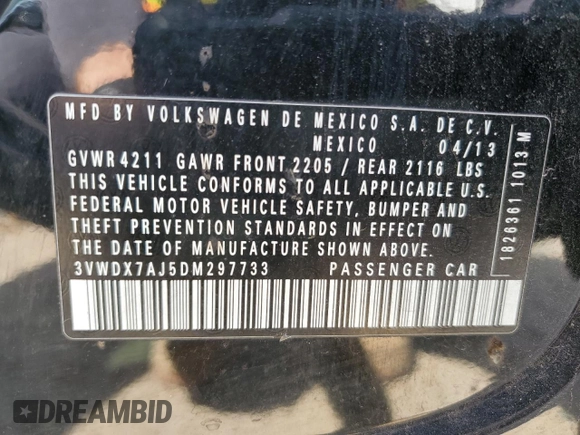 MFD BY VOLKSWAGEN DE MEXICO S.A. DE C.V.
MEXICO 04/13
GVWR 4211 GAWR FRONT 2205 / REAR 2116 LBS
THIS VEHICLE CONFORMS TO ALL APPLICABLE U.S.
FEDERAL MOTOR VEHICLE SAFETY, BUMPER AND
THEFT PREVENTION STANDARDS IN EFFECT ON
THE DATE OF MANUFACTURE SHOWN ABOVE.
3VWDX7AJ5DM297733 PASSENGER CAR
1826361 1013 M
DREAMBID